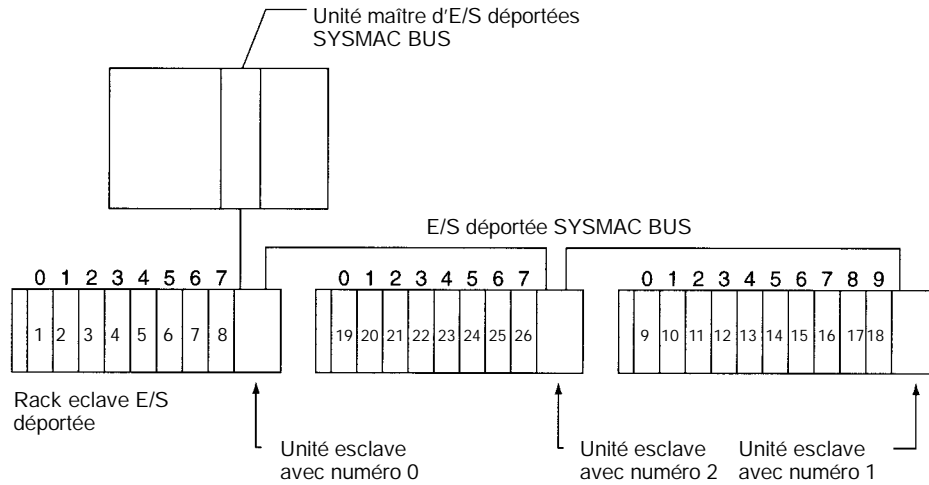 Unité maître d'E/S déportées
SYSMAC BUS
E/S déportée SYSMAC BUS
0 1 2 3 4 5 6 7
0 1 2 3 4 5 6 7
0 1 2 3 4 5 6 7 8 9
1 2 3 4 5 6 7 8
19 20 21 22 23 24 25 26
9 10 11 12 13 14 15 16 17 18
Rack eclave E/S
déportée
Unité esclave
avec numéro 0
Unité esclave
avec numéro 2
Unité esclave
avec numéro 1